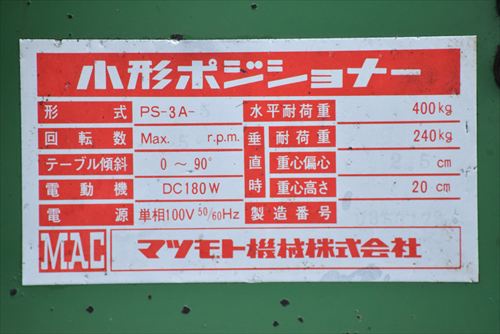 小形ポジショナー
形式 PS-3A- 水平耐荷重 400kg
回転数 Max. r.p.m. 垂直時 耐荷重 240kg
テーブル傾斜 0～90° 重心偏心 cm
電動機 DC180W 重心高さ 20cm
電源 単相100V 50/60Hz 製造番号
MAC マツモト機械株式会社